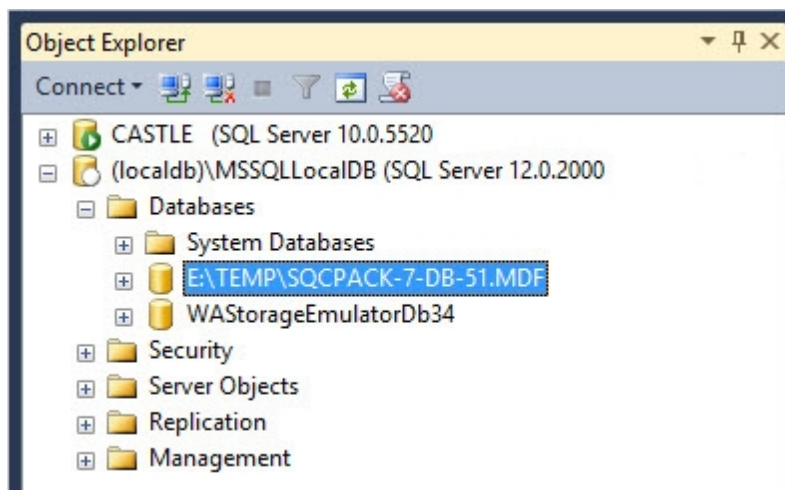 Object Explorer
Connect
CASTLE (SQL Server 10.0.5520
(localdb)\MSSQLLocalDB (SQL Server 12.0.2000
Databases
System Databases
E:\TEMP\SQCPACK-7-DB-51.MDF
WAStorageEmulatorDb34
Security
Server Objects
Replication
Management